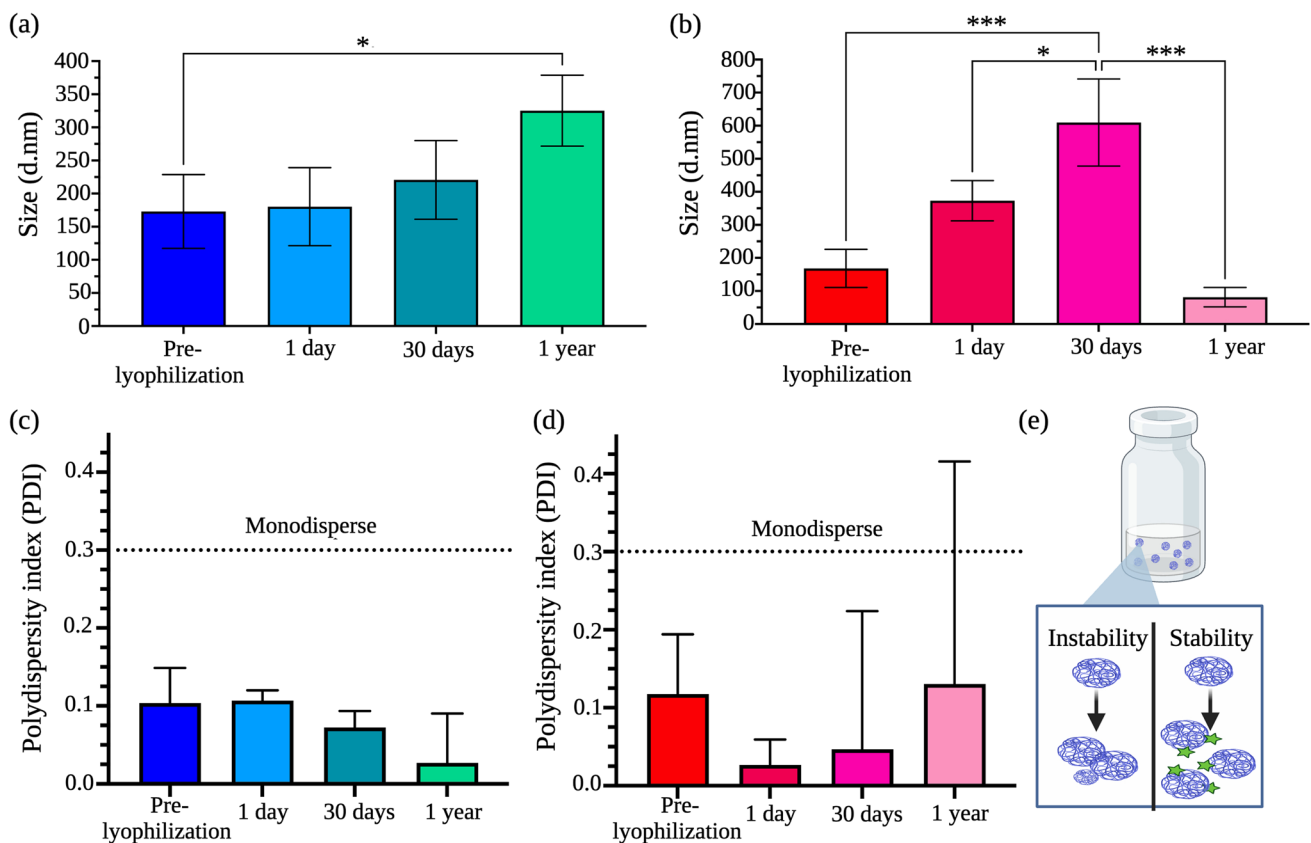 (a)
*
Size (d.nm)
400
350
300
250
200
150
100
50
0
Pre-
lyophilization
1 day
30 days
1 year
(b)
***
*
***
Size (d.nm)
800
700
600
500
400
300
200
100
0
Pre-
lyophilization
1 day
30 days
1 year
(c)
Polydispersity index (PDI)
0.4
0.3
0.2
0.1
0.0
Monodisperse
Pre-
lyophilization
1 day
30 days
1 year
(d)
Polydispersity index (PDI)
0.4
0.3
0.2
0.1
0.0
Monodisperse
Pre-
lyophilization
1 day
30 days
1 year
(e)
Instability
Stability